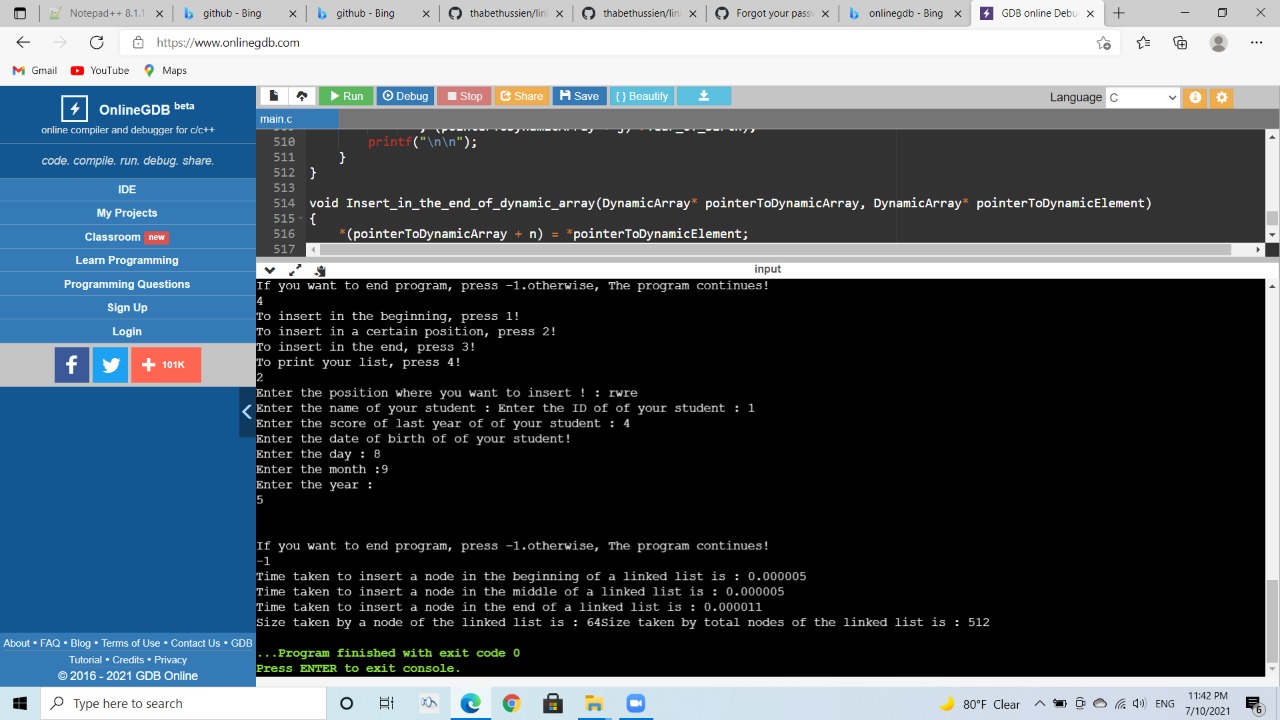 Notepad++ 8.1.1
github - Bing
thabethussien/lin
thabethussien/lin
Forgot your pass
onlinegdb - Bing
GDB online Debu
https://www.onlinegdb.com
Gmail YouTube Maps
OnlineGDB beta
online compiler and debugger for c/c++
code. compile. run. debug. share.
IDE
My Projects
Classroom new
Learn Programming
Programming Questions
Sign Up
Login
101K
About • FAQ • Blog • Terms of Use • Contact Us • GDB
Tutorial • Credits • Privacy
© 2016 - 2021 GDB Online
Run Debug Stop Share Save { } Beautify
Language C
main.c
510 printf("\n\n");
511 }
512 }
513
514 void Insert_in_the_end_of_dynamic_array(DynamicArray* pointerToDynamicArray, DynamicArray* pointerToDynamicElement)
515 {
516 *(pointerToDynamicArray + n) = *pointerToDynamicElement;
517
input
If you want to end program, press -1.otherwise, The program continues!
4
To insert in the beginning, press 1!
To insert in a certain position, press 2!
To insert in the end, press 3!
To print your list, press 4!
2
Enter the position where you want to insert ! : rwre
Enter the name of your student : Enter the ID of of your student : 1
Enter the score of last year of of your student : 4
Enter the date of birth of of your student!
Enter the day : 8
Enter the month :9
Enter the year :
5
If you want to end program, press -1.otherwise, The program continues!
-1
Time taken to insert a node in the beginning of a linked list is : 0.000005
Time taken to insert a node in the middle of a linked list is : 0.000005
Time taken to insert a node in the end of a linked list is : 0.000011
Size taken by a node of the linked list is : 64Size taken by total nodes of the linked list is : 512
...Program finished with exit code 0
Press ENTER to exit console.
Type here to search
80°F Clear
ENG
11:42 PM
7/10/2021
6